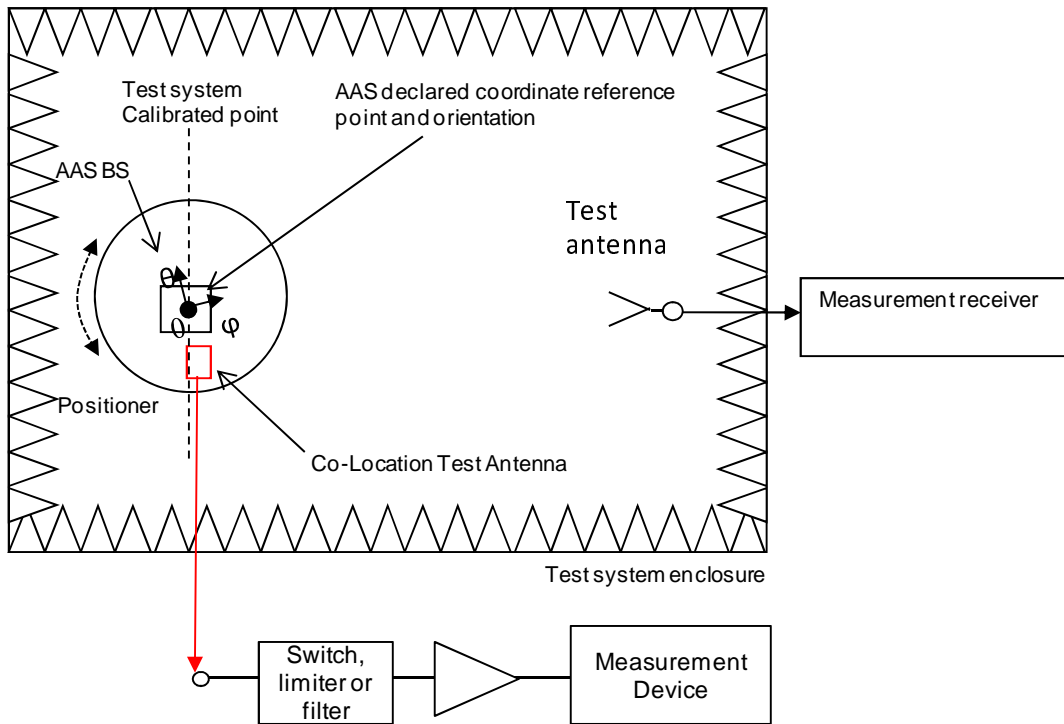 Test system
Calibrated point
AAS declared coordinate reference
point and orientation
AAS BS
Test
antenna
θ
0
φ
Measurement receiver
Positioner
Co-Location Test Antenna
Test system enclosure
Switch,
limiter or
filter
Measurement
Device